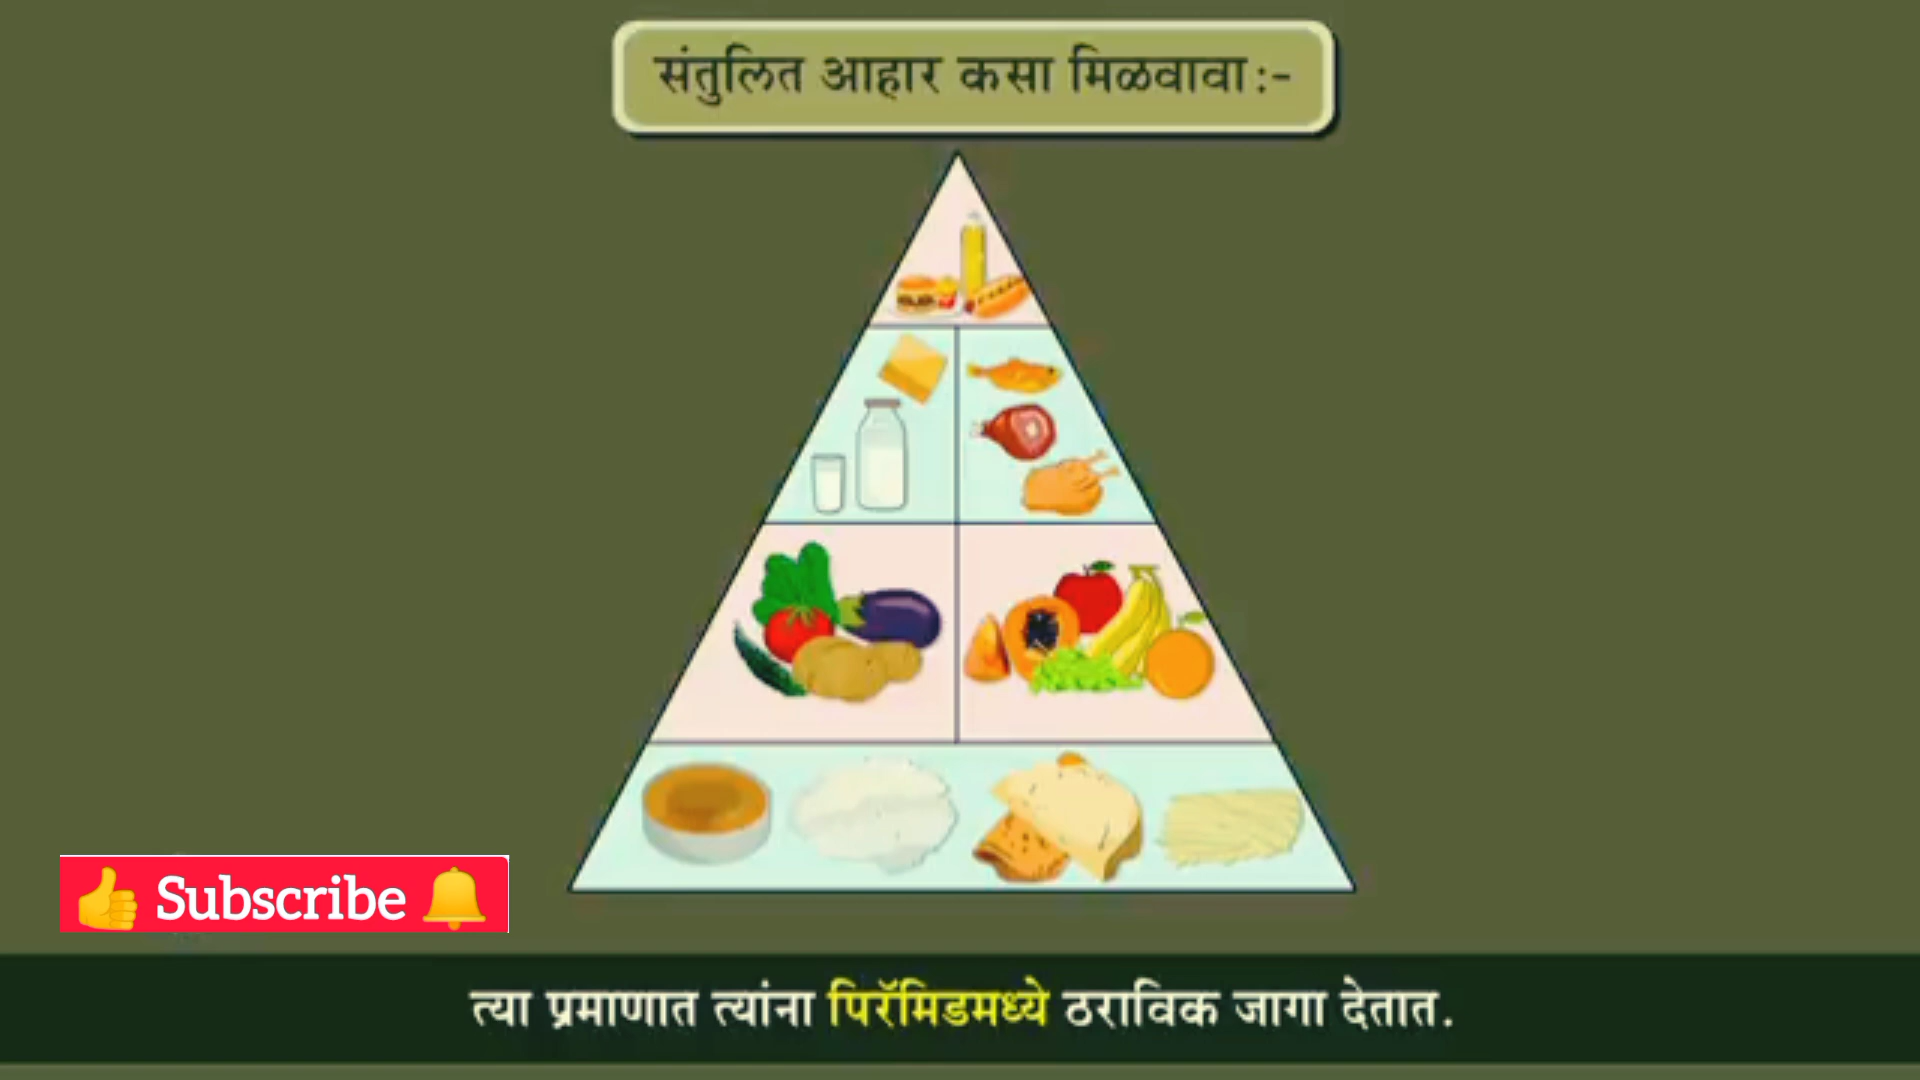 संतुलित आहार कसा मिळवावा:-
Subscribe
त्या प्रमाणात त्यांना पिरॅमिडमध्ये ठराविक जागा देतात.